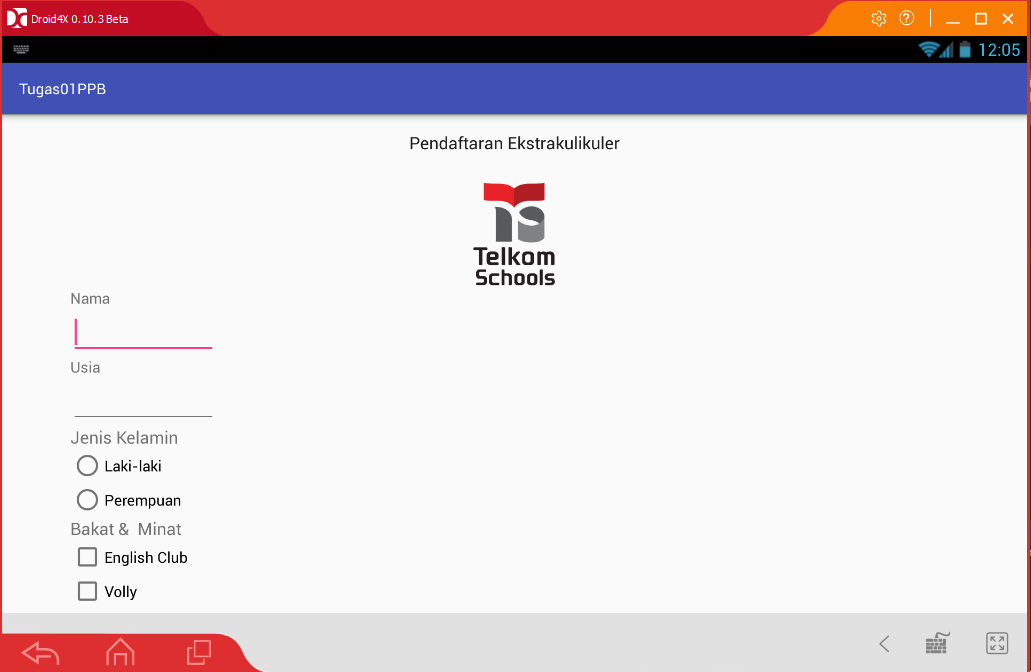 Droid4X 0.10.3 Beta
12:05
Tugas01PPB
Pendaftaran Ekstrakulikuler
Telkom
Schools
Nama
Usia
Jenis Kelamin
Laki-laki
Perempuan
Bakat &  Minat
English Club
Volly